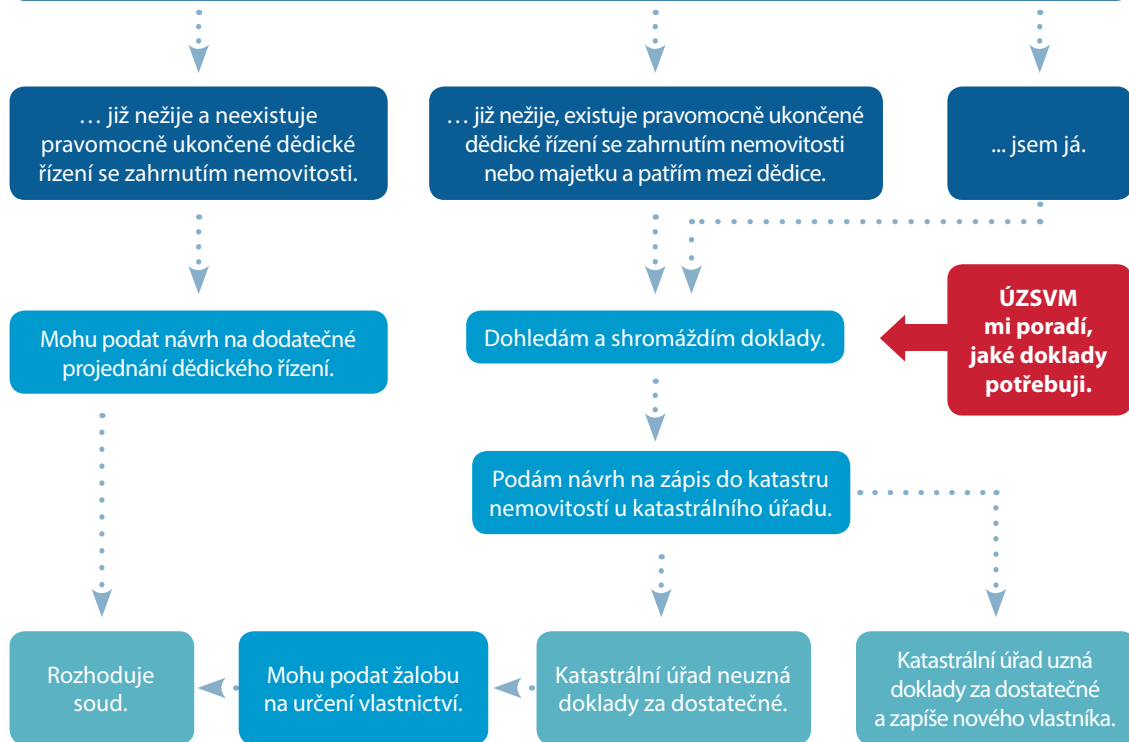 … již nežije a neexistuje
pravomocně ukončené dědické
řízení se zahrnutím nemovitosti.
… již nežije, existuje pravomocně ukončené
dědické řízení se zahrnutím nemovitosti
nebo majetku a patřím mezi dědice.
... jsem já.
Mohu podat návrh na dodatečné
projednání dědického řízení.
Dohledám a shromáždím doklady.
ÚZSVM
mi poradí,
jaké doklady
potřebuji.
Podám návrh na zápis do katastru
nemovitostí u katastrálního úřadu.
Rozhoduje
soud.
Mohu podat žalobu
na určení vlastnictví.
Katastrální úřad neuzná
doklady za dostatečné.
Katastrální úřad uzná
doklady za dostatečné
a zapíše nového vlastníka.